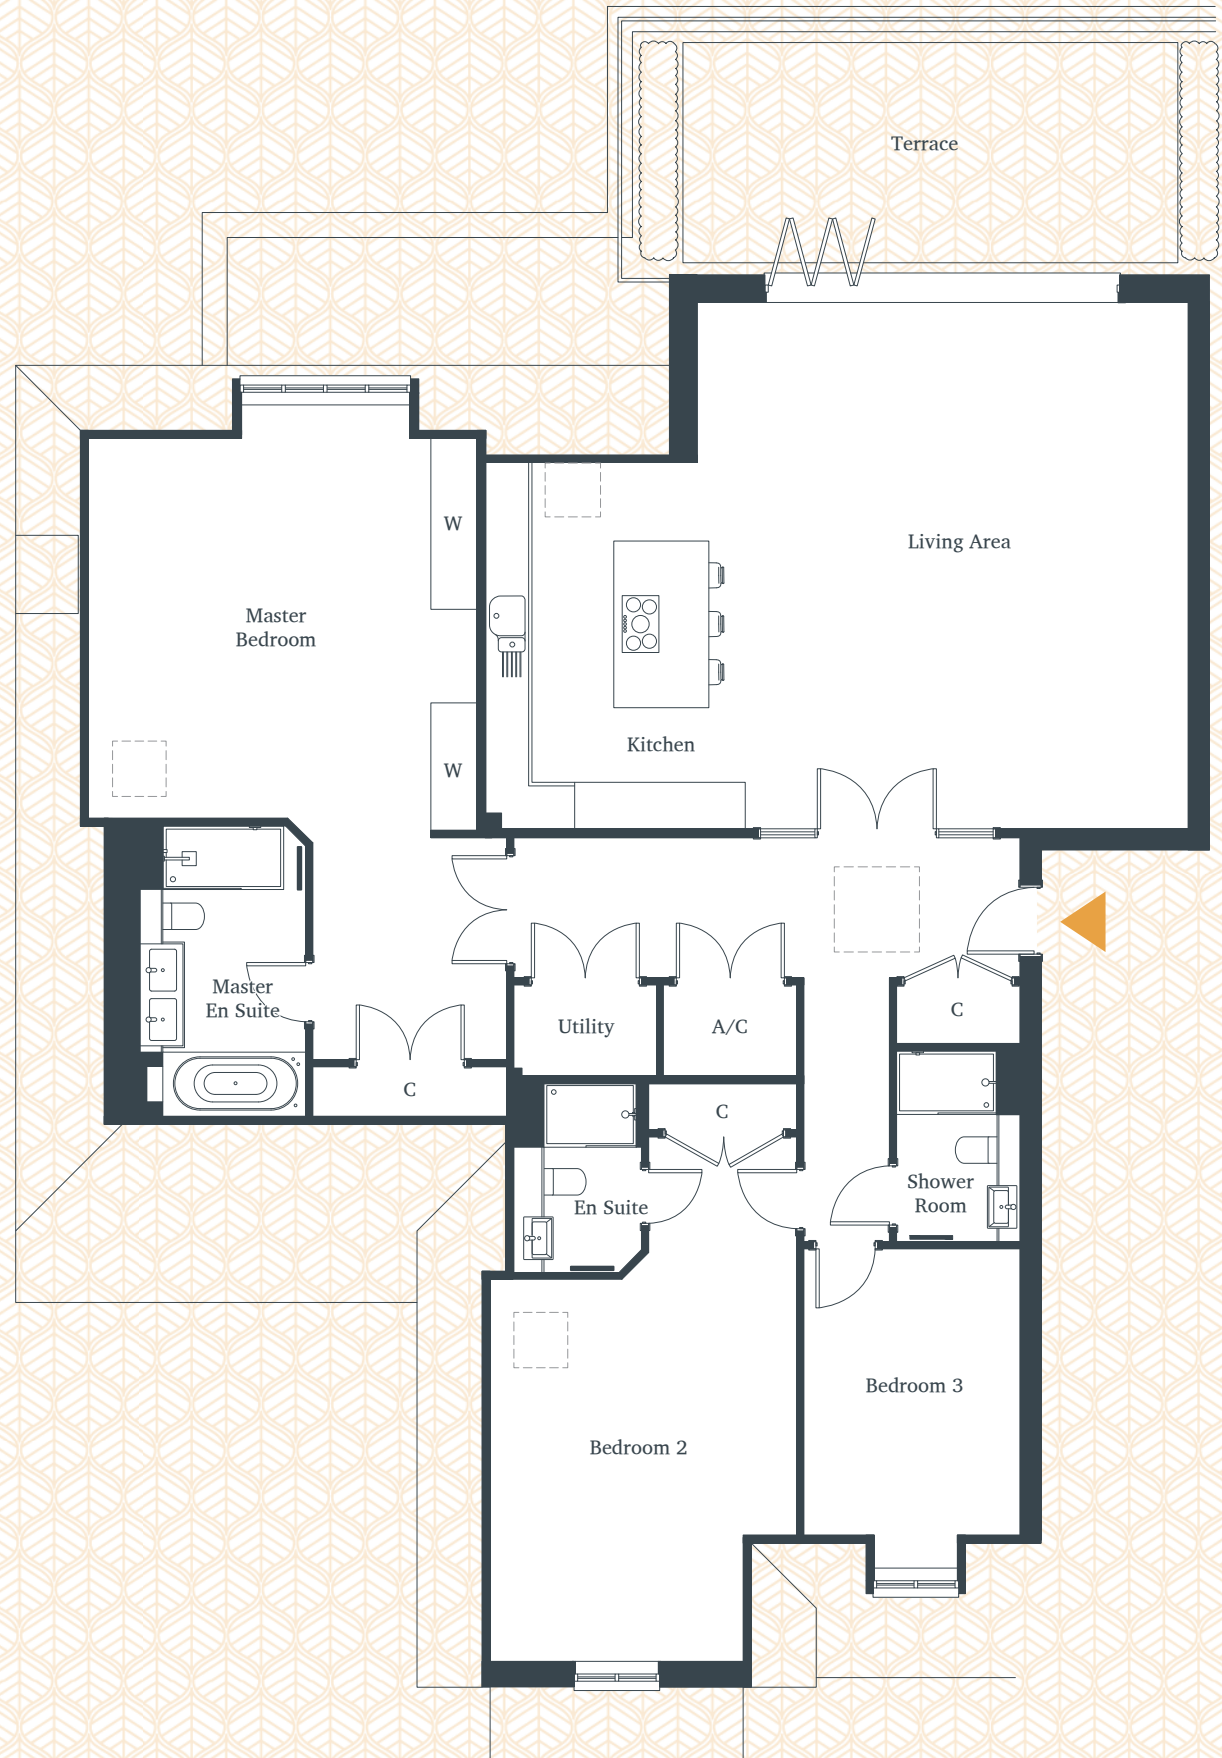 Terrace
W
Living Area
Master
Bedroom
Kitchen
W
Master
En Suite
Utility
A/C
C
C
C
En Suite
Shower
Room
Bedroom 3
Bedroom 2